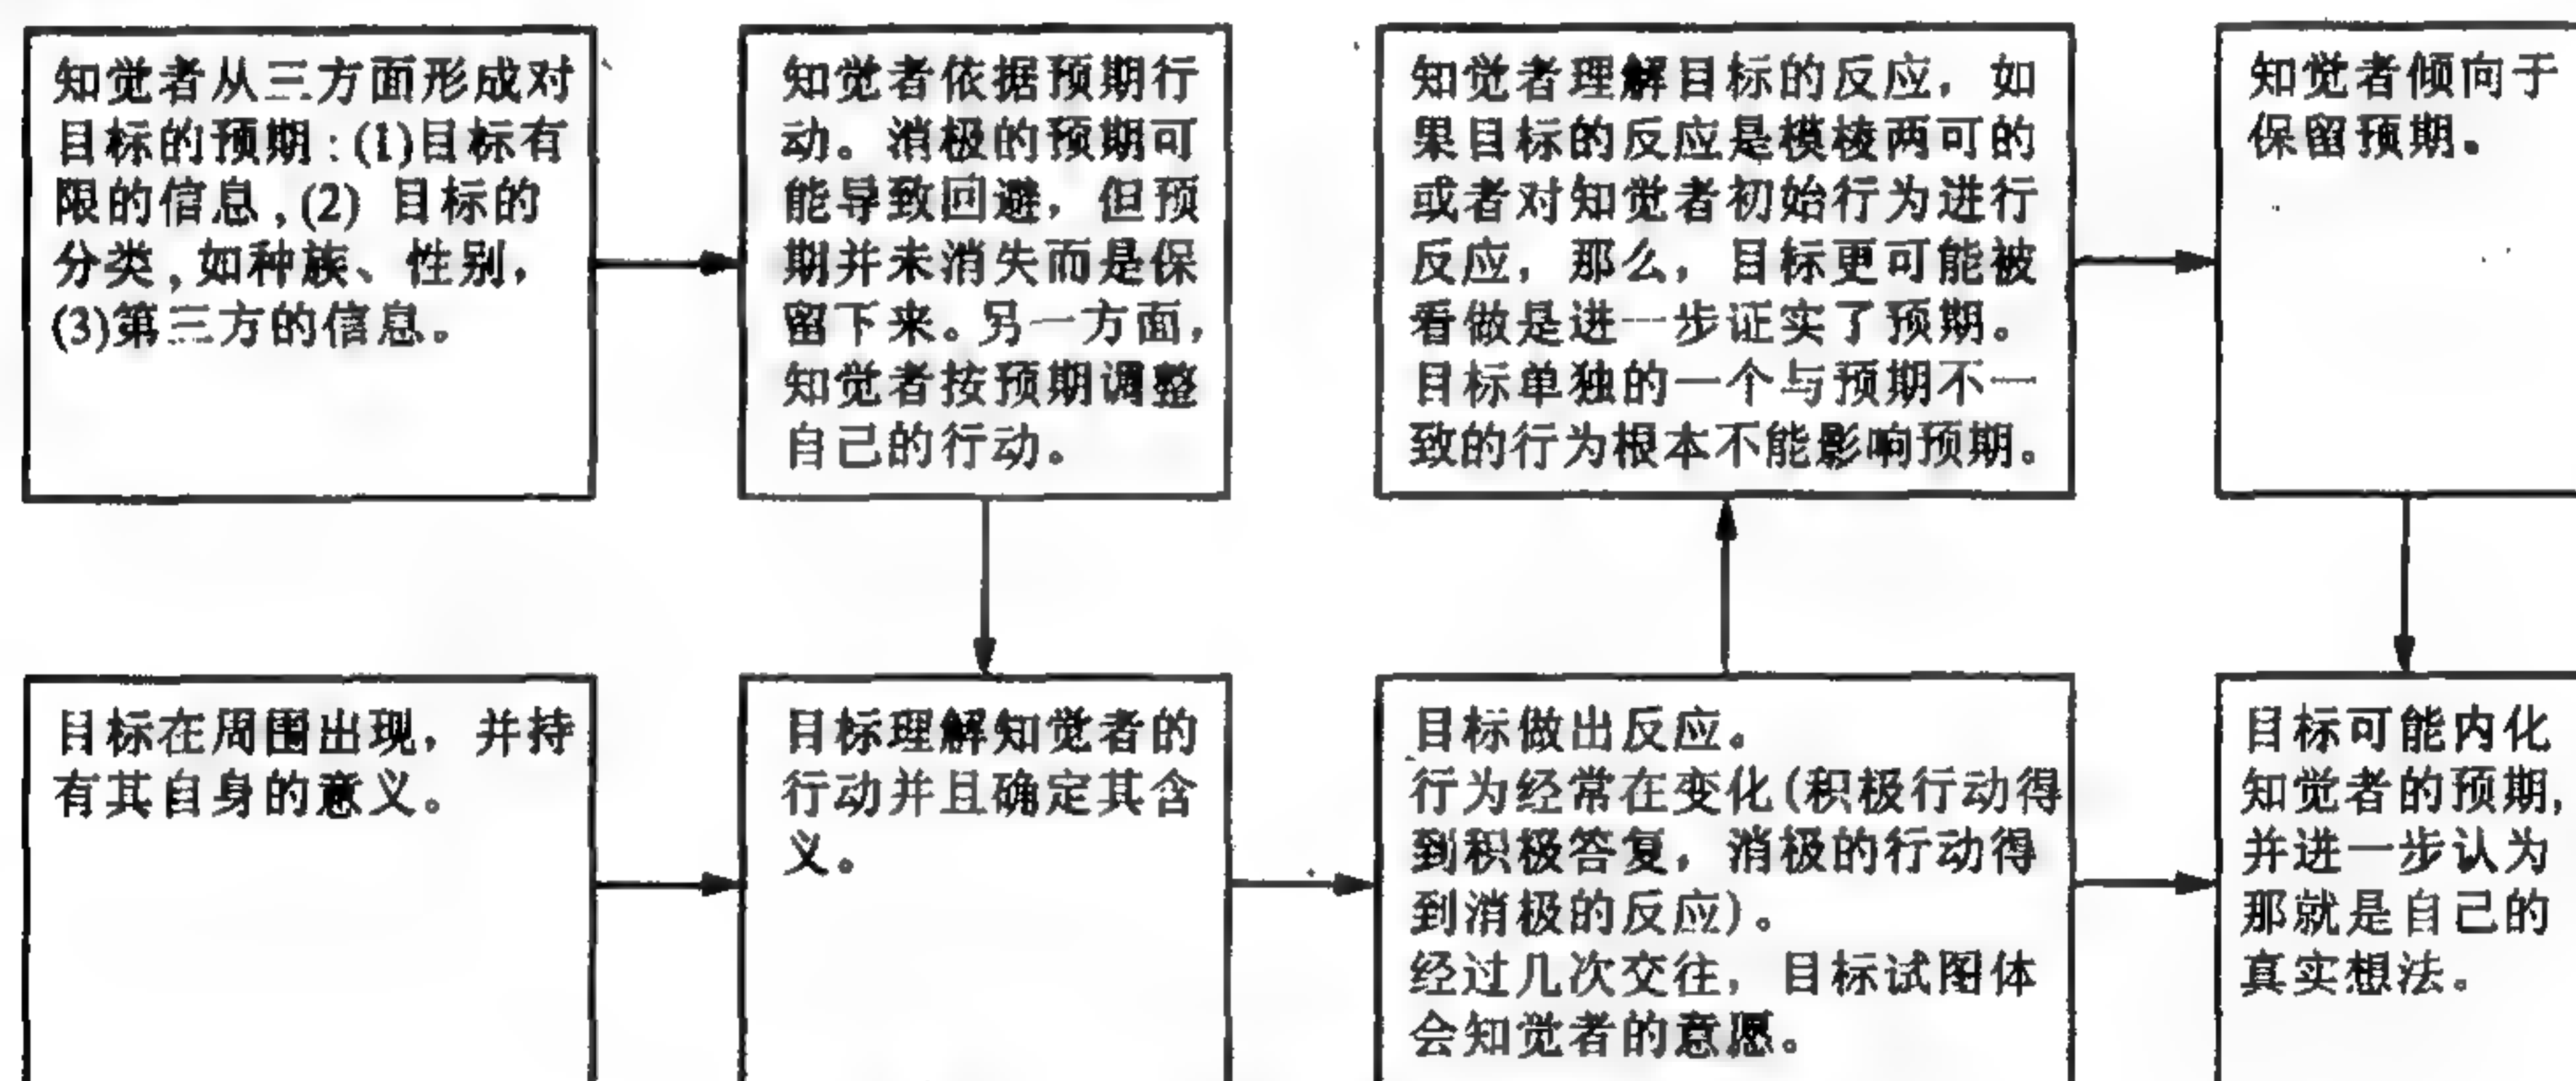 知觉者从三方面形成对
目标的预期:(1)目标有
限的信息,(2) 目标的
分类,如种族、性别,
(3)第三方的信息。
知觉者依据预期行
动。消极的预期可
能导致回避，但预
期并未消失而是保
留下来。另一方面,
知觉者按预期调整
自己的行动。
知觉者理解目标的反应，如
果目标的反应是模棱两可的
或者对知觉者初始行为进行
反应，那么，目标更可能被
看做是进一步证实了预期。
目标单独的一个与预期不一
致的行为根本不能影响预期。
知觉者倾向于
保留预期。
目标在周围出现，并持
有其自身的意义。
目标理解知觉者的
行动并且确定其含
义。
目标做出反应。
行为经常在变化(积极行动得
到积极答复，消极的行动得
到消极的反应)。
经过几次交往，目标试图体
会知觉者的意愿。
目标可能内化
知觉者的预期,
并进一步认为
那就是自己的
真实想法。